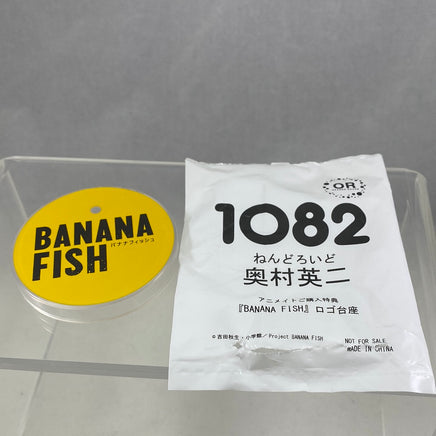 BANANA
FISH
バナナフィッシュ
OR
1082
ねんどろいど
奥村英二
アニメイトご購入特典
『BANANA FISH』ロゴ台座
© 吉田秋生・小学館／Project BANANA FISH
NOT FOR SALE
MADE IN CHINA